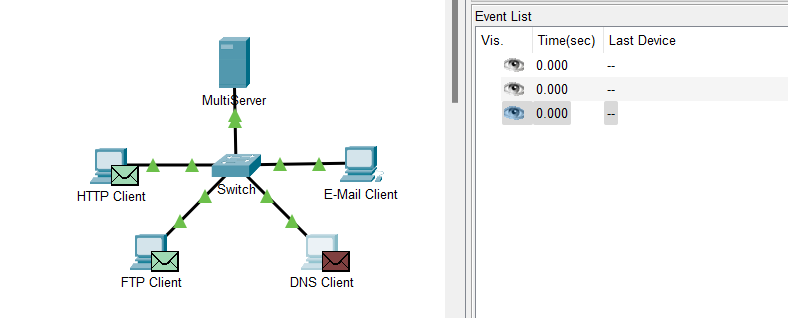 Event List
Vis. Time(sec) Last Device
0.000 --
0.000 --
0.000 --
MultiServer
HTTP Client
Switch
E-Mail Client
FTP Client
DNS Client